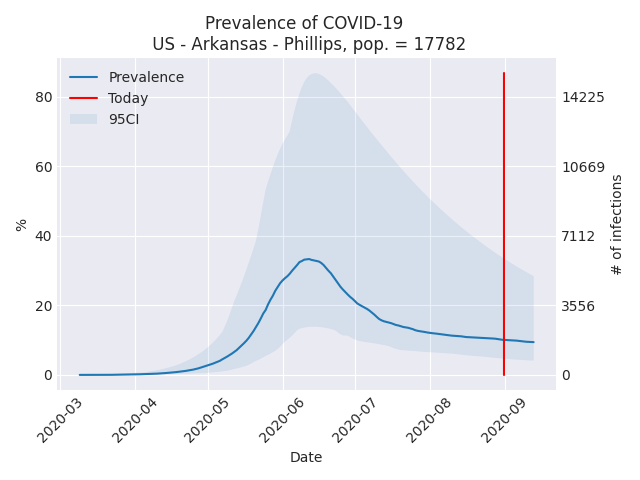 Prevalence of COVID-19
US - Arkansas - Phillips, pop. = 17782
Prevalence
Today
95CI
80
60
40
20
0
%
14225
10669
7112
3556
0
# of infections
2020-03
2020-04
2020-05
2020-06
2020-07
2020-08
2020-09
Date